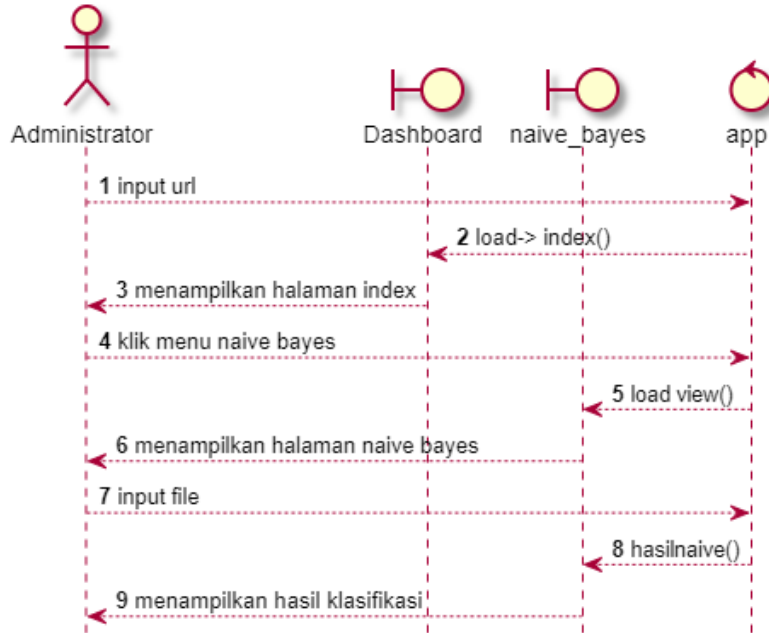 Administrator
Dashboard
naive_bayes
app
1 input url
2 load-> index()
3 menampilkan halaman index
4 klik menu naive bayes
5 load view()
6 menampilkan halaman naive bayes
7 input file
8 hasilnaive()
9 menampilkan hasil klasifikasi